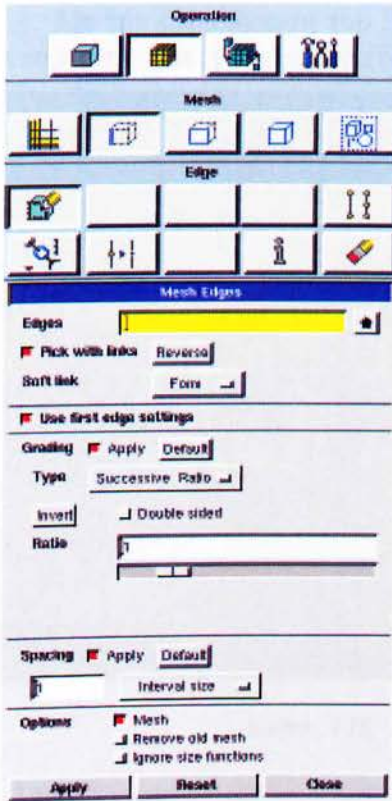 Operation
Mesh
Edge
Mesh Edges
Edges
Pick with links Reverse
Soft link Form
Use first edge settings
Grading Apply Default
Type Successive Ratio
Invert Double sided
Ratio 1
Spacing Apply Default
1 Interval size
Options Mesh
Remove old mesh
Ignore size functions
Apply Reset Close